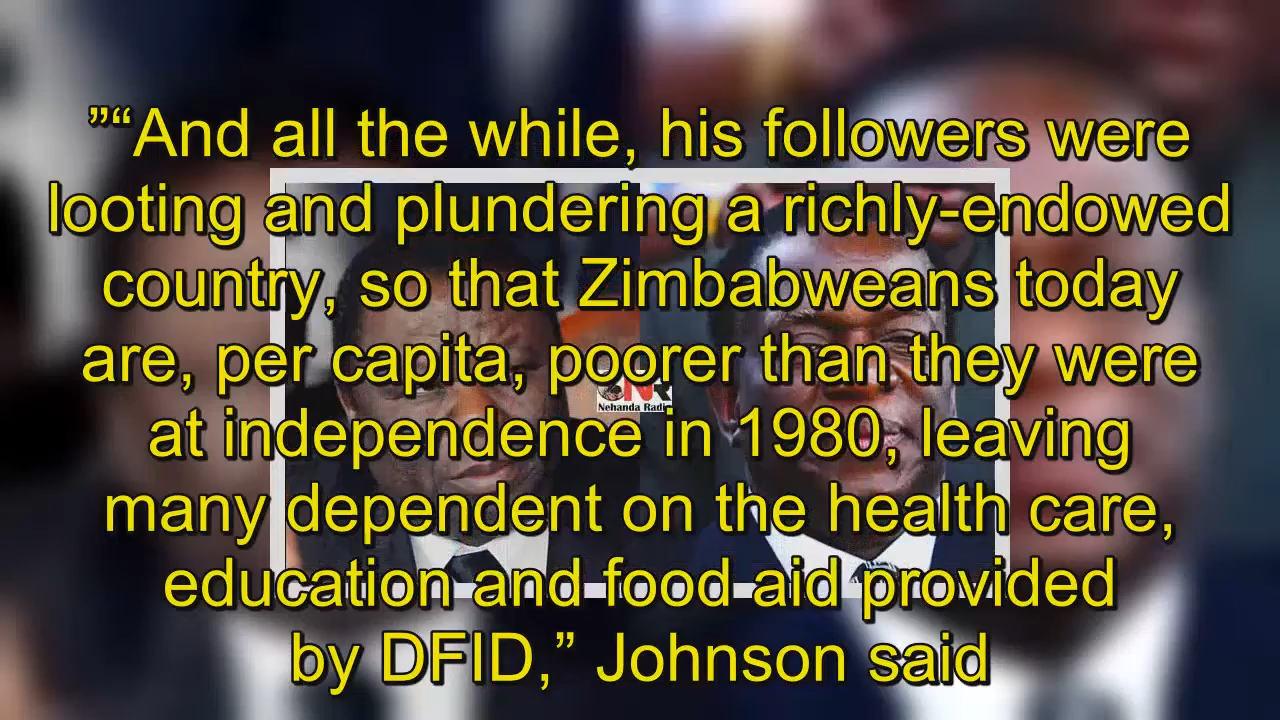 ”“And all the while, his followers were
looting and plundering a richly-endowed
country, so that Zimbabweans today
are, per capita, poorer than they were
at independence in 1980, leaving
many dependent on the health care,
education and food aid provided
by DFID,” Johnson said
Nehanda Radi